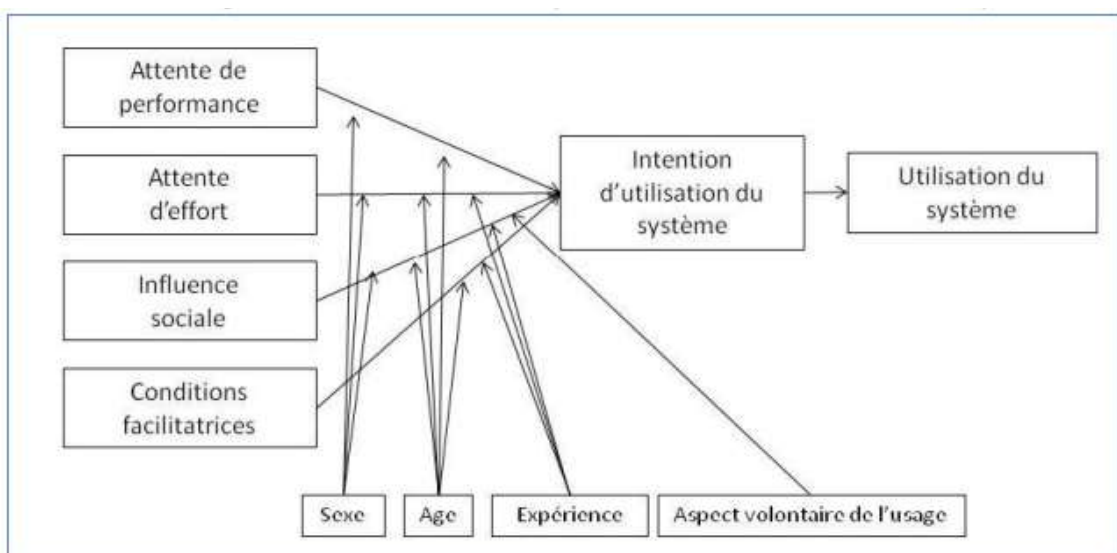 Attente de
performance
Attente
d'effort
Influence
sociale
Conditions
facilitatrices
Intention
d'utilisation du
système
Utilisation du
système
Sexe
Age
Expérience
Aspect volontaire de l'usage